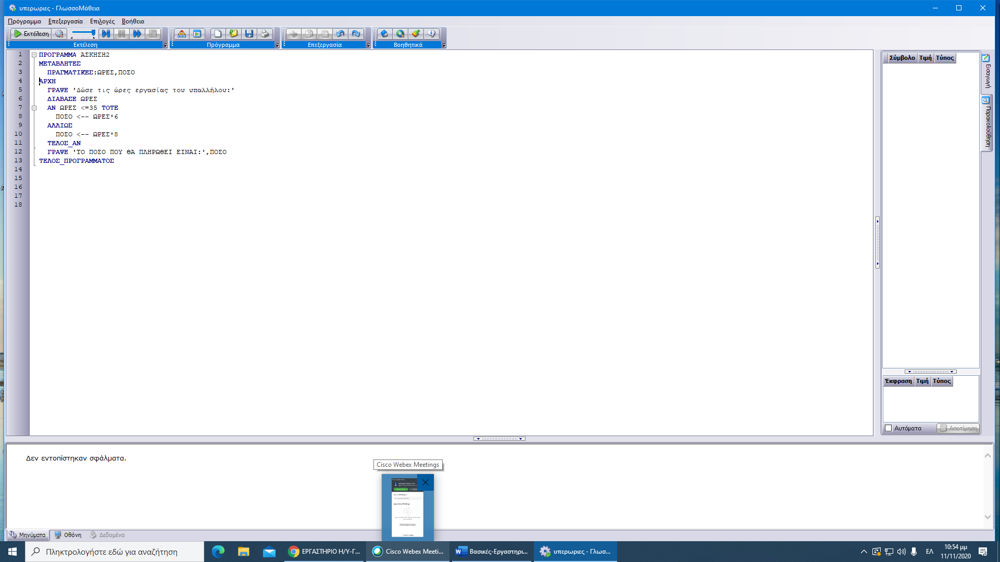 υπερωριες - ΓλωσσοΜάθεια
Πρόγραμμα Επεξεργασία Επιλογές Βοήθεια
Εκτέλεση
Εκτέλεση Πρόγραμμα Επεξεργασία Βοηθητικά
1 ΠΡΟΓΡΑΜΜΑ ΑΣΚΗΣΗ2
2 ΜΕΤΑΒΛΗΤΕΣ
3 ΠΡΑΓΜΑΤΙΚΕΣ:ΩΡΕΣ,ΠΟΣΟ
4 ΑΡΧΗ
5 ΓΡΑΨΕ 'Δώσε τις ώρες εργασίας του υπαλλήλου:'
6 ΔΙΑΒΑΣΕ ΩΡΕΣ
7 ΑΝ ΩΡΕΣ <=35 ΤΟΤΕ
8 ΠΟΣΟ <-- ΩΡΕΣ*6
9 ΑΛΛΙΩΣ
10 ΠΟΣΟ <-- ΩΡΕΣ*8
11 ΤΕΛΟΣ_ΑΝ
12 ΓΡΑΨΕ 'ΤΟ ΠΟΣΟ ΠΟΥ ΘΑ ΠΛΗΡΩΘΕΙ ΕΙΝΑΙ:',ΠΟΣΟ
13 ΤΕΛΟΣ_ΠΡΟΓΡΑΜΜΑΤΟΣ
14
15
16
17
18
Σύμβολο Τιμή Τύπος
Εισαγωγή
Παρακολούθηση
Έκφραση Τιμή Τύπος
Αυτόματα Αποτίμηση
Δεν εντοπίστηκαν σφάλματα.
Cisco Webex Meetings
Μηνύματα Οθόνη Δεδομένα
Πληκτρολογήστε εδώ για αναζήτηση
ΕΡΓΑΣΤΗΡΙΟ Η/Υ-Γ...
Cisco Webex Meeti...
Βασικές-Εργαστηρι...
υπερωριες - Γλωσ...
ΕΛ
10:54 μμ
11/11/2020